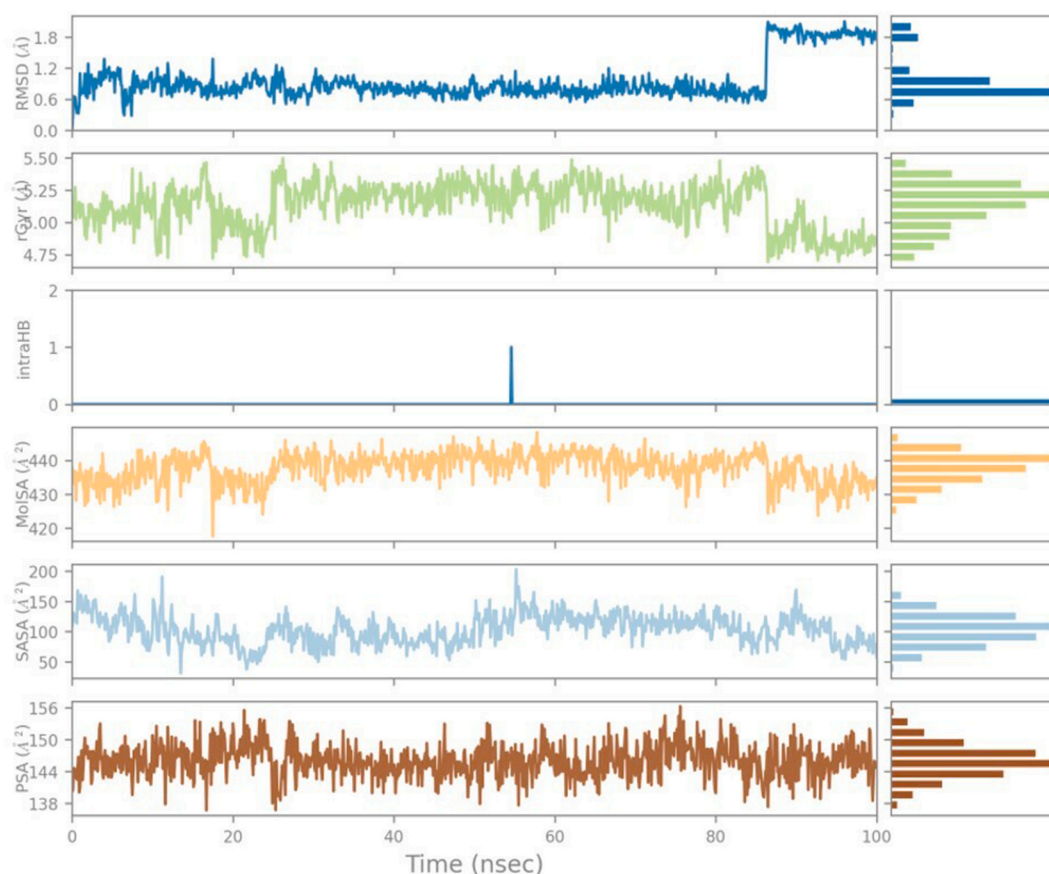 RMSD (Å)
1.8
1.2
0.6
0.0
rGyr (Å)
5.50
5.25
5.00
4.75
intraHB
2
1
0
MolSA (Å²)
440
430
420
SASA (Å²)
200
150
100
50
PSA (Å²)
156
150
144
138
0 20 40 60 80 100
Time (nsec)